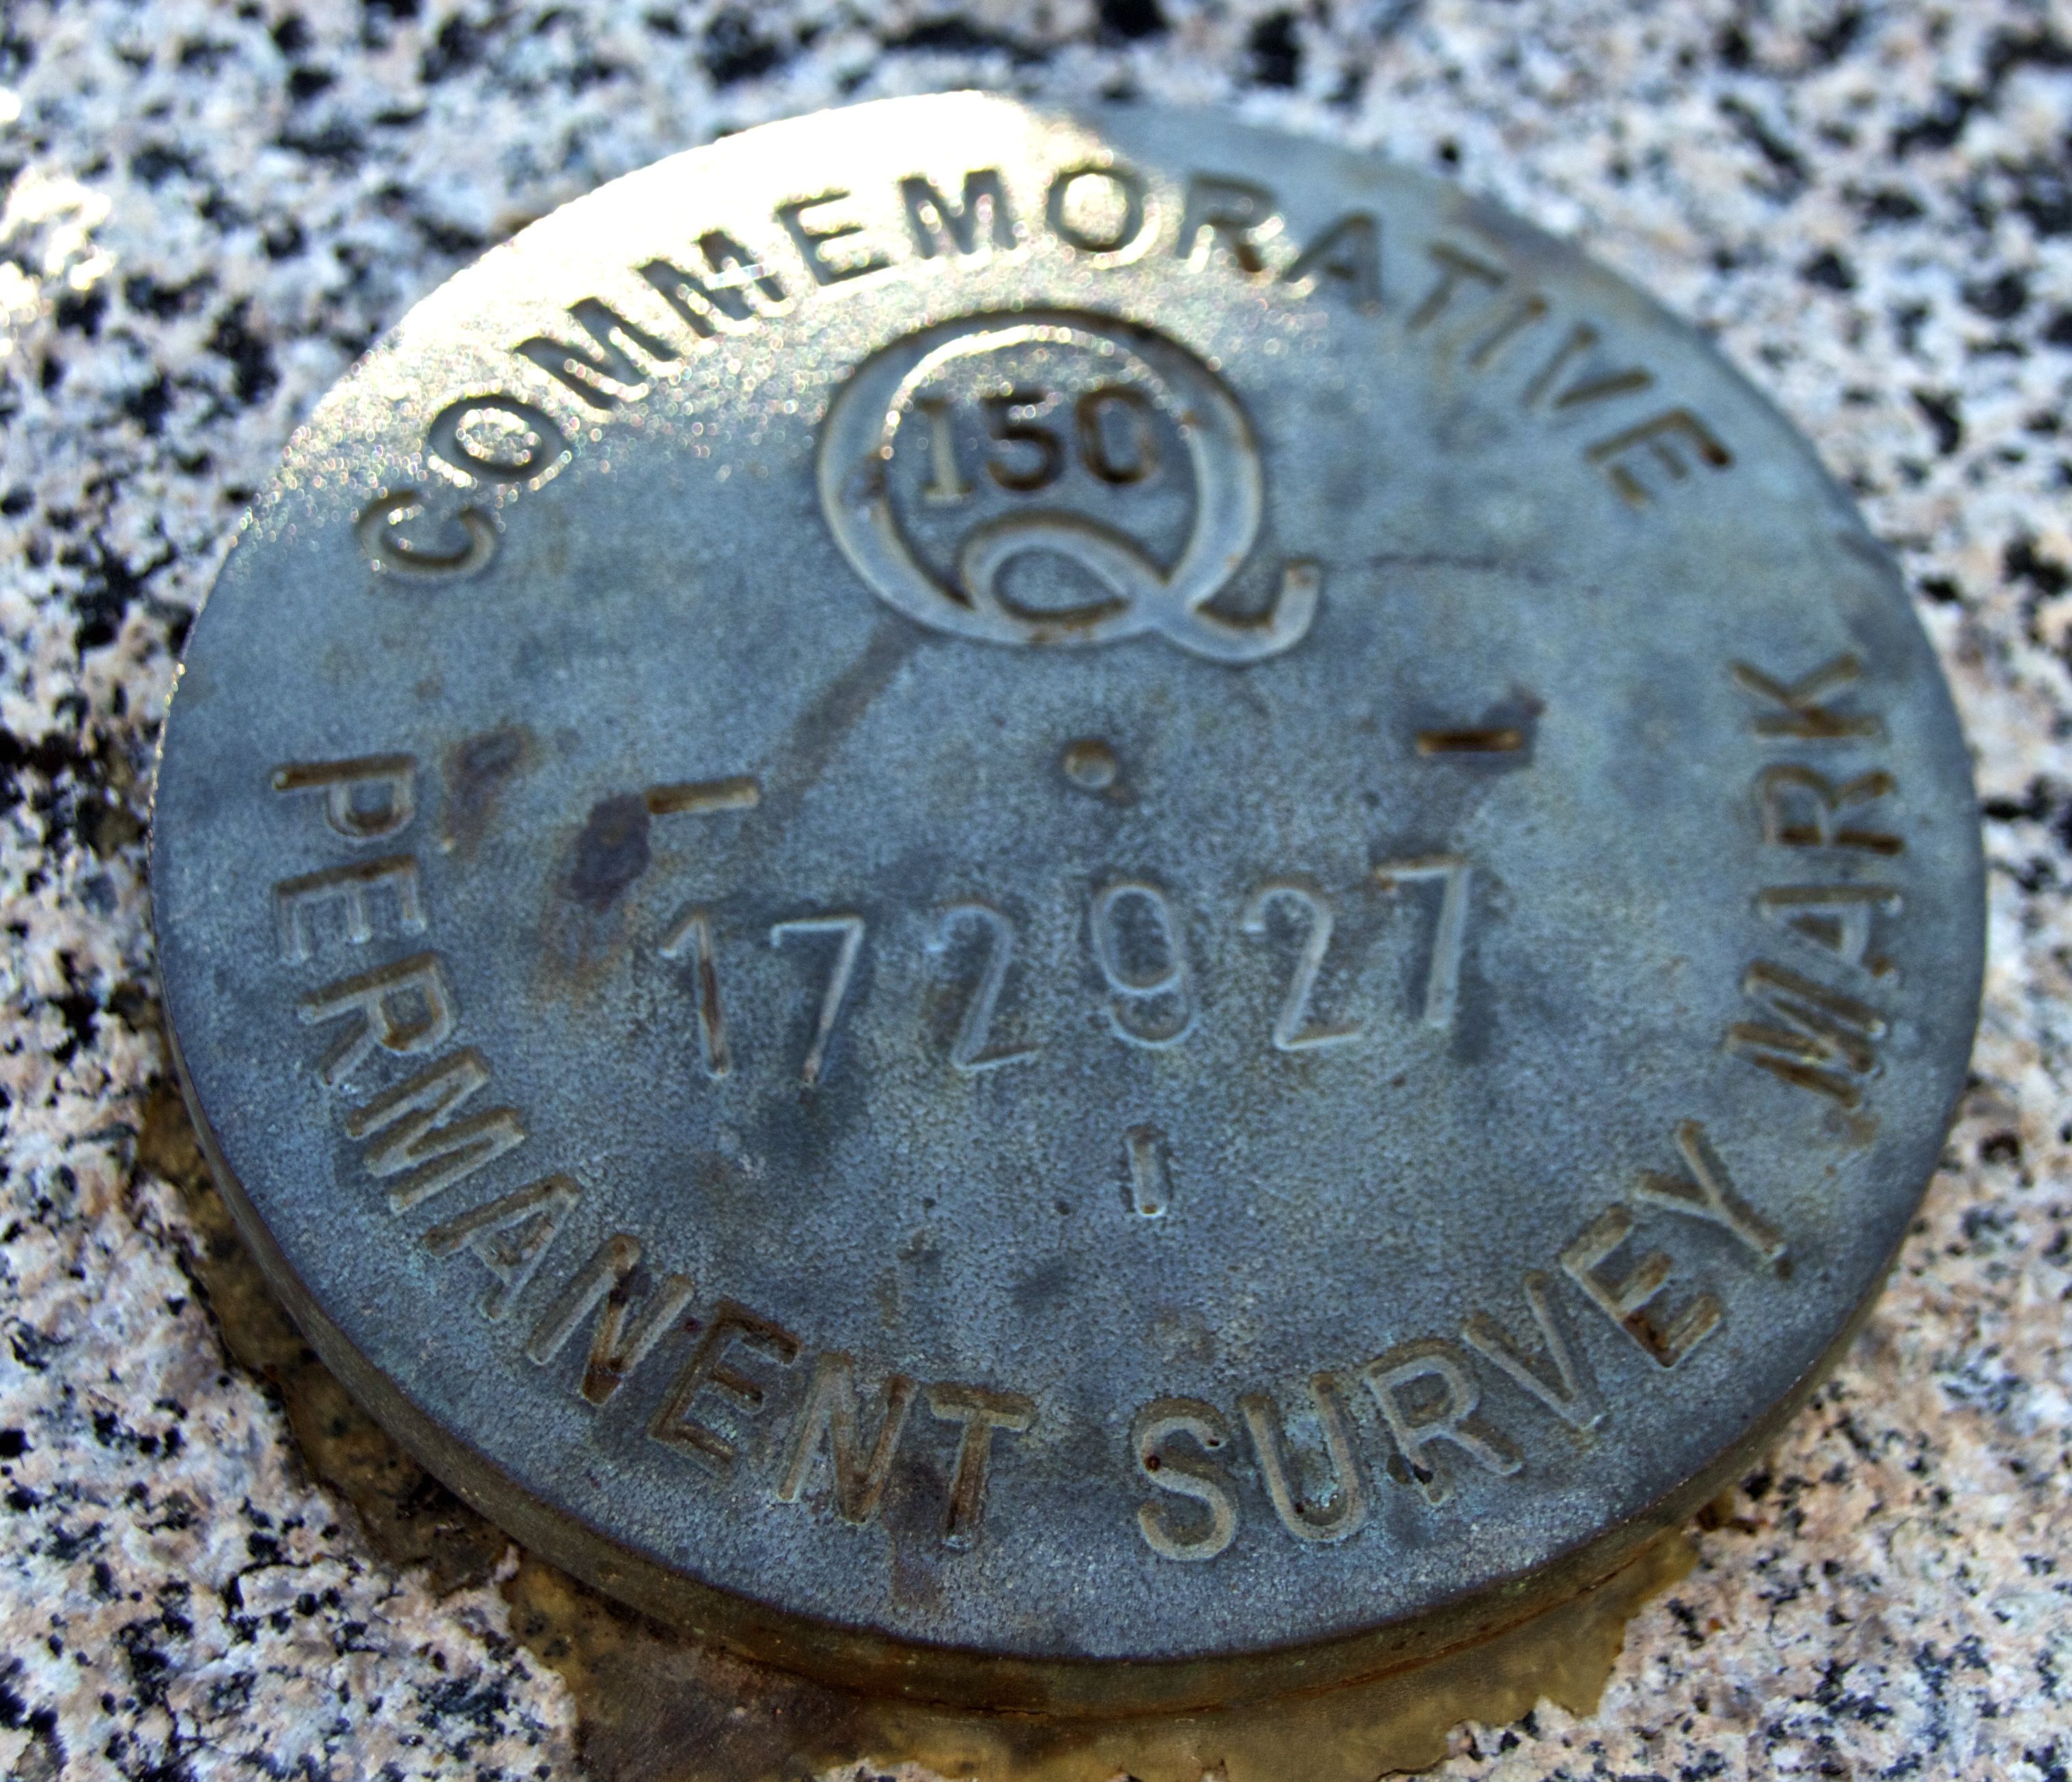 COMMEMORATIVE
Q
150
172927
PERMANENT SURVEY MARK